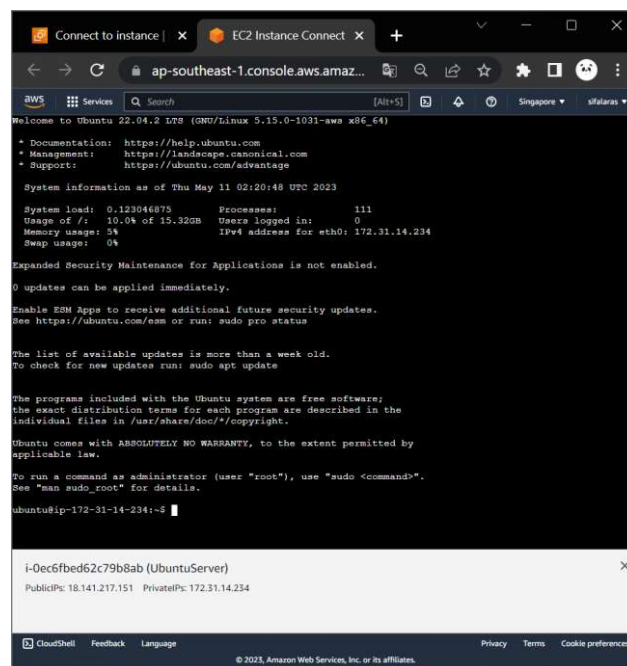 Connect to instance |
EC2 Instance Connect
ap-southeast-1.console.aws.amaz...
aws Services Search [Alt+S] Singapore sifalaras
Welcome to Ubuntu 22.04.2 LTS (GNU/Linux 5.15.0-1031-aws x86_64)
* Documentation: https://help.ubuntu.com
* Management: https://landscape.canonical.com
* Support: https://ubuntu.com/advantage
System information as of Thu May 11 02:20:48 UTC 2023
System load: 0.123046875 Processes: 111
Usage of /: 10.0% of 15.32GB Users logged in: 0
Memory usage: 5% IPv4 address for eth0: 172.31.14.234
Swap usage: 0%
Expanded Security Maintenance for Applications is not enabled.
0 updates can be applied immediately.
Enable ESM Apps to receive additional future security updates.
See https://ubuntu.com/esm or run: sudo pro status
The list of available updates is more than a week old.
To check for new updates run: sudo apt update
The programs included with the Ubuntu system are free software;
the exact distribution terms for each program are described in the
individual files in /usr/share/doc/*/copyright.
Ubuntu comes with ABSOLUTELY NO WARRANTY, to the extent permitted by
applicable law.
To run a command as administrator (user "root"), use "sudo <command>".
See "man sudo_root" for details.
ubuntu@ip-172-31-14-234:~$
i-0ec6fbed62c79b8ab (UbuntuServer)
PublicIPs: 18.141.217.151 PrivateIPs: 172.31.14.234
CloudShell Feedback Language Privacy Terms Cookie preferences
© 2023, Amazon Web Services, Inc. or its affiliates.